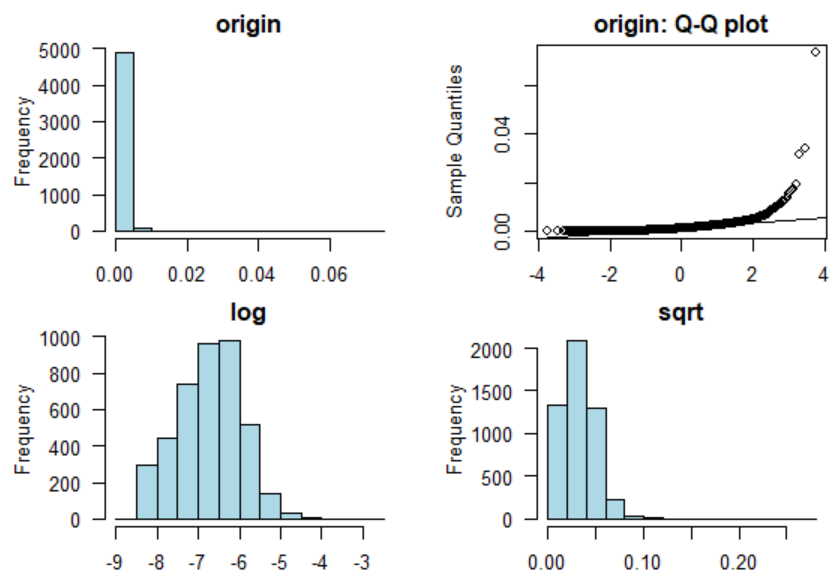 origin
Frequency
5000
4000
3000
2000
1000
0
0.00 0.02 0.04 0.06
origin: Q-Q plot
Sample Quantiles
0.04
0.00
-4 -2 0 2 4
log
Frequency
1000
800
600
400
200
0
-9 -8 -7 -6 -5 -4 -3
sqrt
Frequency
2000
1500
1000
500
0
0.00 0.10 0.20